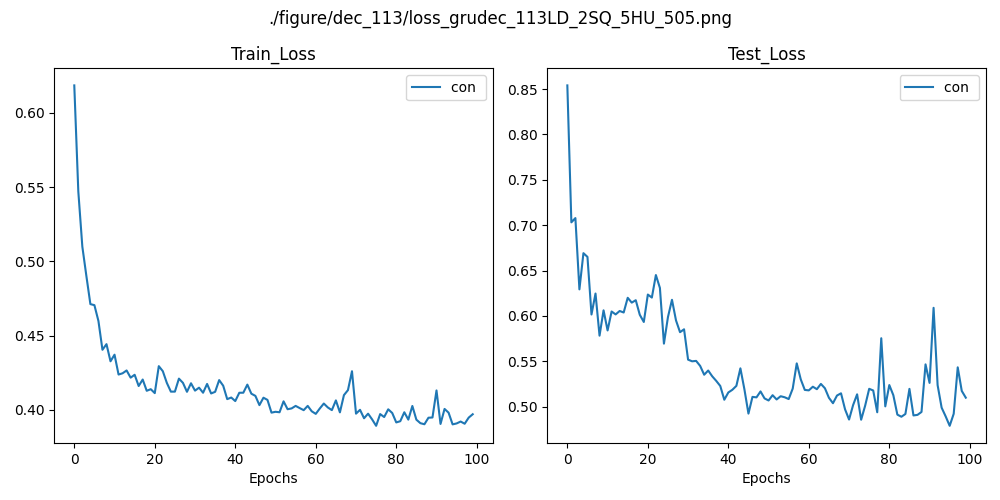 ./figure/dec_113/loss_grudec_113LD_2SQ_5HU_505.png
Train_Loss
con
0.60
0.55
0.50
0.45
0.40
0 20 40 60 80 100
Epochs
Test_Loss
con
0.85
0.80
0.75
0.70
0.65
0.60
0.55
0.50
0 20 40 60 80 100
Epochs